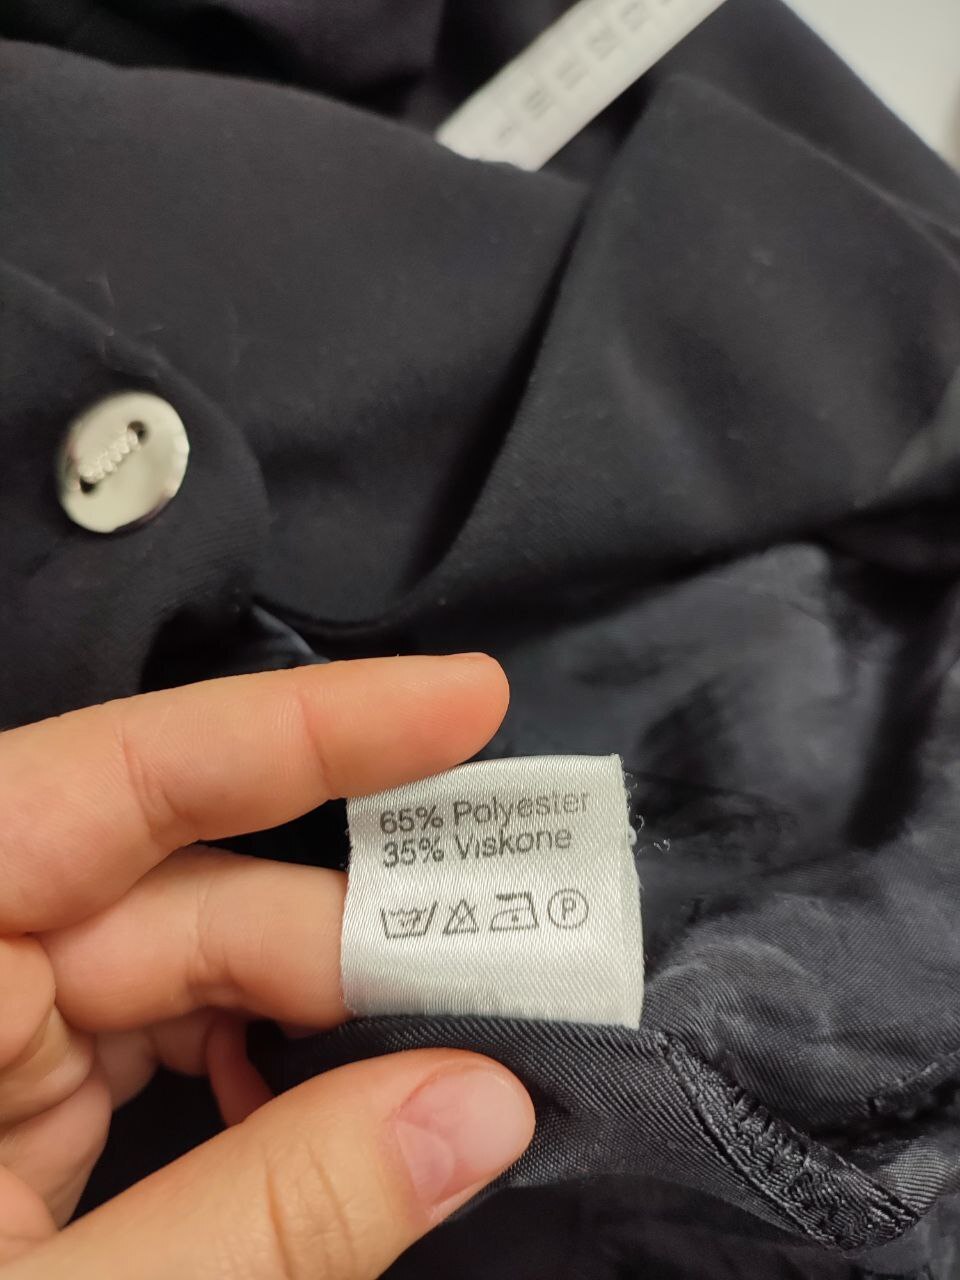 65% Polyester
35% Viskone
P